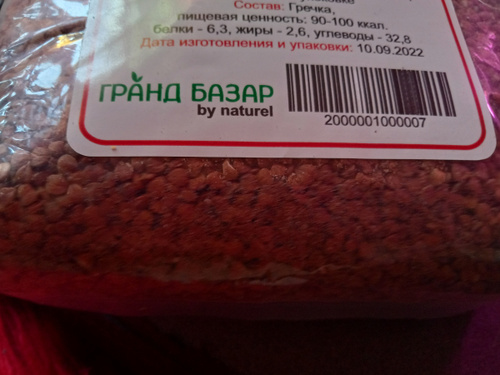 Состав: Гречка,
пищевая ценность: 90-100 ккал.
белки - 6,3, жиры - 2,6, углеводы - 32,8
Дата изготовления и упаковки: 10.09.2022
ГРАНД БАЗАР
by naturel
2000001000007